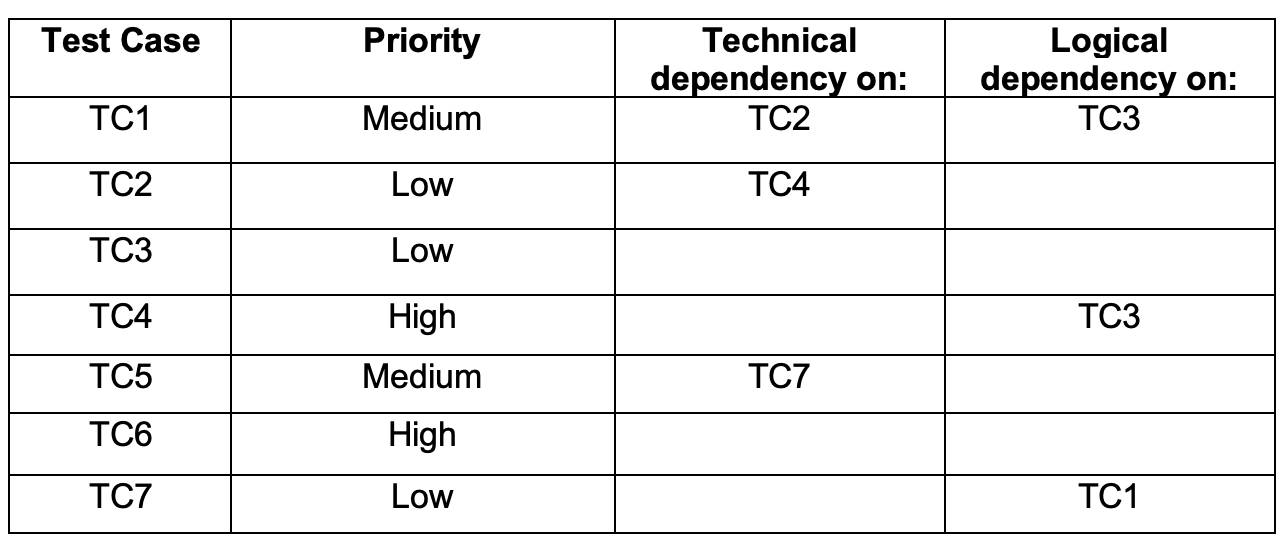 Test Case Priority Technical dependency on: Logical dependency on:
TC1 Medium TC2 TC3
TC2 Low TC4
TC3 Low
TC4 High TC3
TC5 Medium TC7
TC6 High
TC7 Low TC1